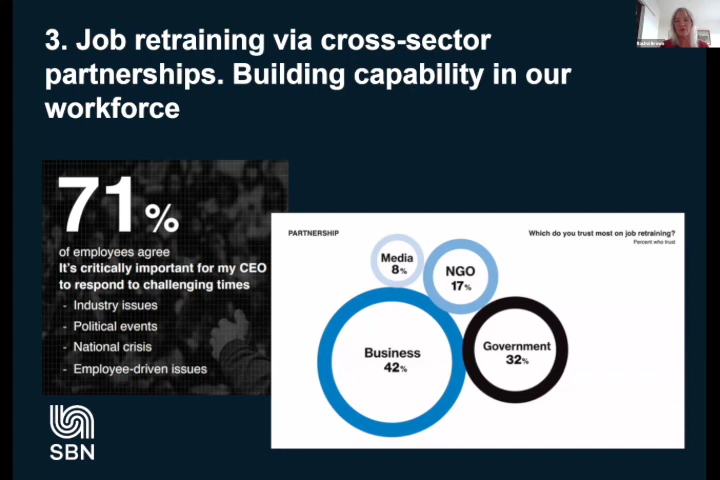 3. Job retraining via cross-sector
partnerships. Building capability in our
workforce
71%
of employees agree
It's critically important for my CEO
to respond to challenging times
- Industry issues
- Political events
- National crisis
- Employee-driven issues
PARTNERSHIP
Which do you trust most on job retraining?
Percent who trust
Media
8%
NGO
17%
Business
42%
Government
32%
SBN